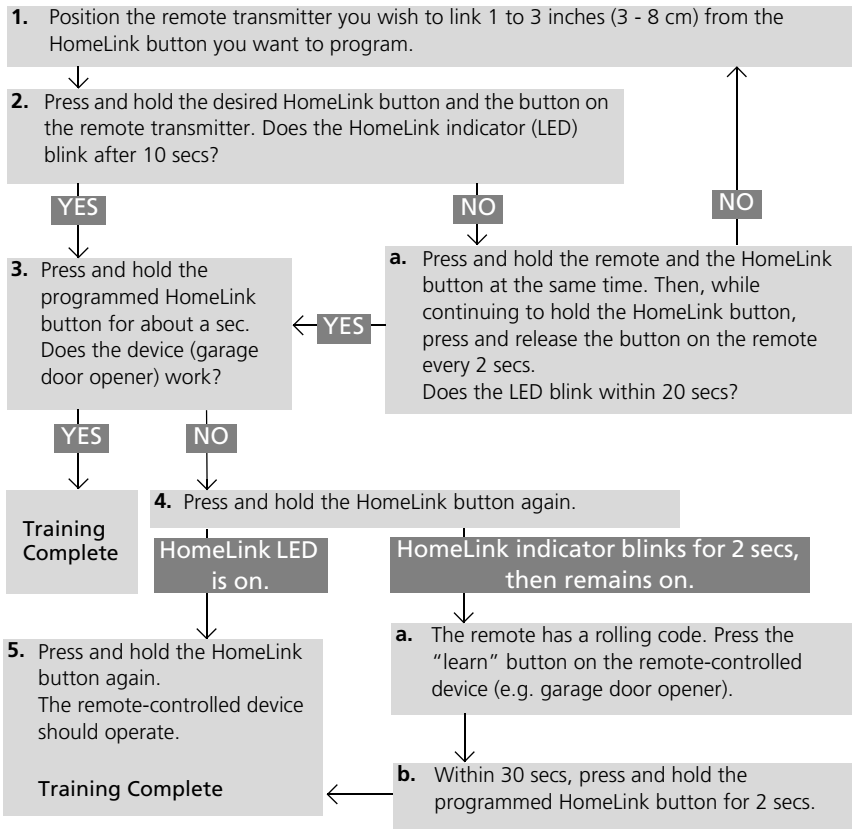 1. Position the remote transmitter you wish to link 1 to 3 inches (3 - 8 cm) from the
HomeLink button you want to program.
2. Press and hold the desired HomeLink button and the button on
the remote transmitter. Does the HomeLink indicator (LED)
blink after 10 secs?
YES
NO
NO
3. Press and hold the
programmed HomeLink
button for about a sec.
Does the device (garage
door opener) work?
YES
a. Press and hold the remote and the HomeLink
button at the same time. Then, while
continuing to hold the HomeLink button,
press and release the button on the remote
every 2 secs.
Does the LED blink within 20 secs?
YES
NO
Training
Complete
4. Press and hold the HomeLink button again.
HomeLink LED
is on.
HomeLink indicator blinks for 2 secs,
then remains on.
5. Press and hold the HomeLink
button again.
The remote-controlled device
should operate.
Training Complete
a. The remote has a rolling code. Press the
“learn” button on the remote-controlled
device (e.g. garage door opener).
b. Within 30 secs, press and hold the
programmed HomeLink button for 2 secs.